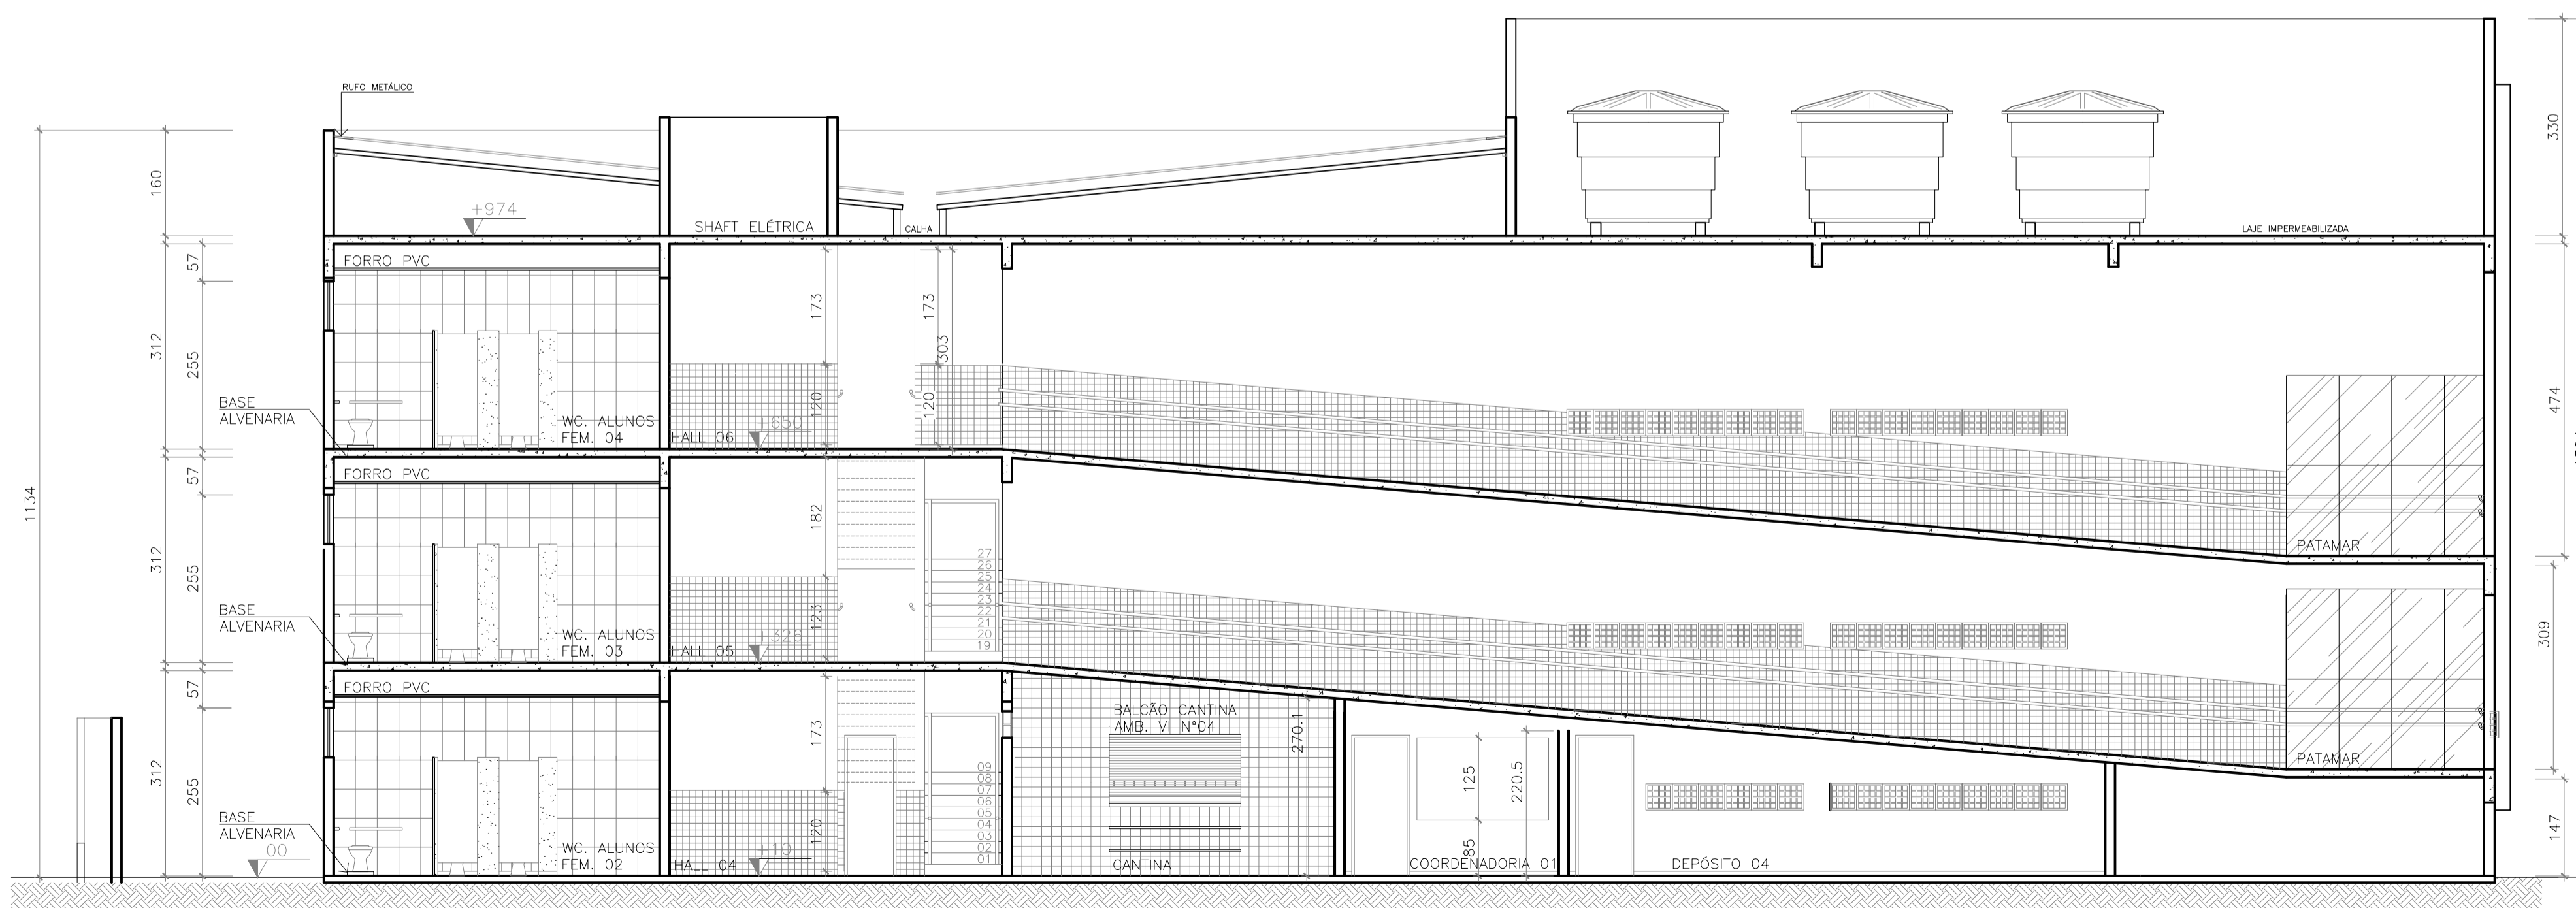 RUFO METÁLICO
330
160
+974
SHAFT ELÉTRICA
CALHA
LAJE IMPERMEABILIZADA
57
FORRO PVC
173
173
303
312
255
474
120
120
BASE
ALVENARIA
WC. ALUNOS
FEM. 04
HALL 06
+650
57
FORRO PVC
1134
182
PATAMAR
27
26
25
24
23
22
21
20
19
312
255
123
309
BASE
ALVENARIA
WC. ALUNOS
FEM. 03
HALL 05
+326
57
FORRO PVC
BALCÃO CANTINA
AMB. VI N°04
173
270.1
PATAMAR
312
255
125
220.5
09
08
07
06
05
04
03
02
01
120
85
147
BASE
ALVENARIA
00
WC. ALUNOS
FEM. 02
HALL 04
+10
CANTINA
COORDENADORIA 01
DEPÓSITO 04